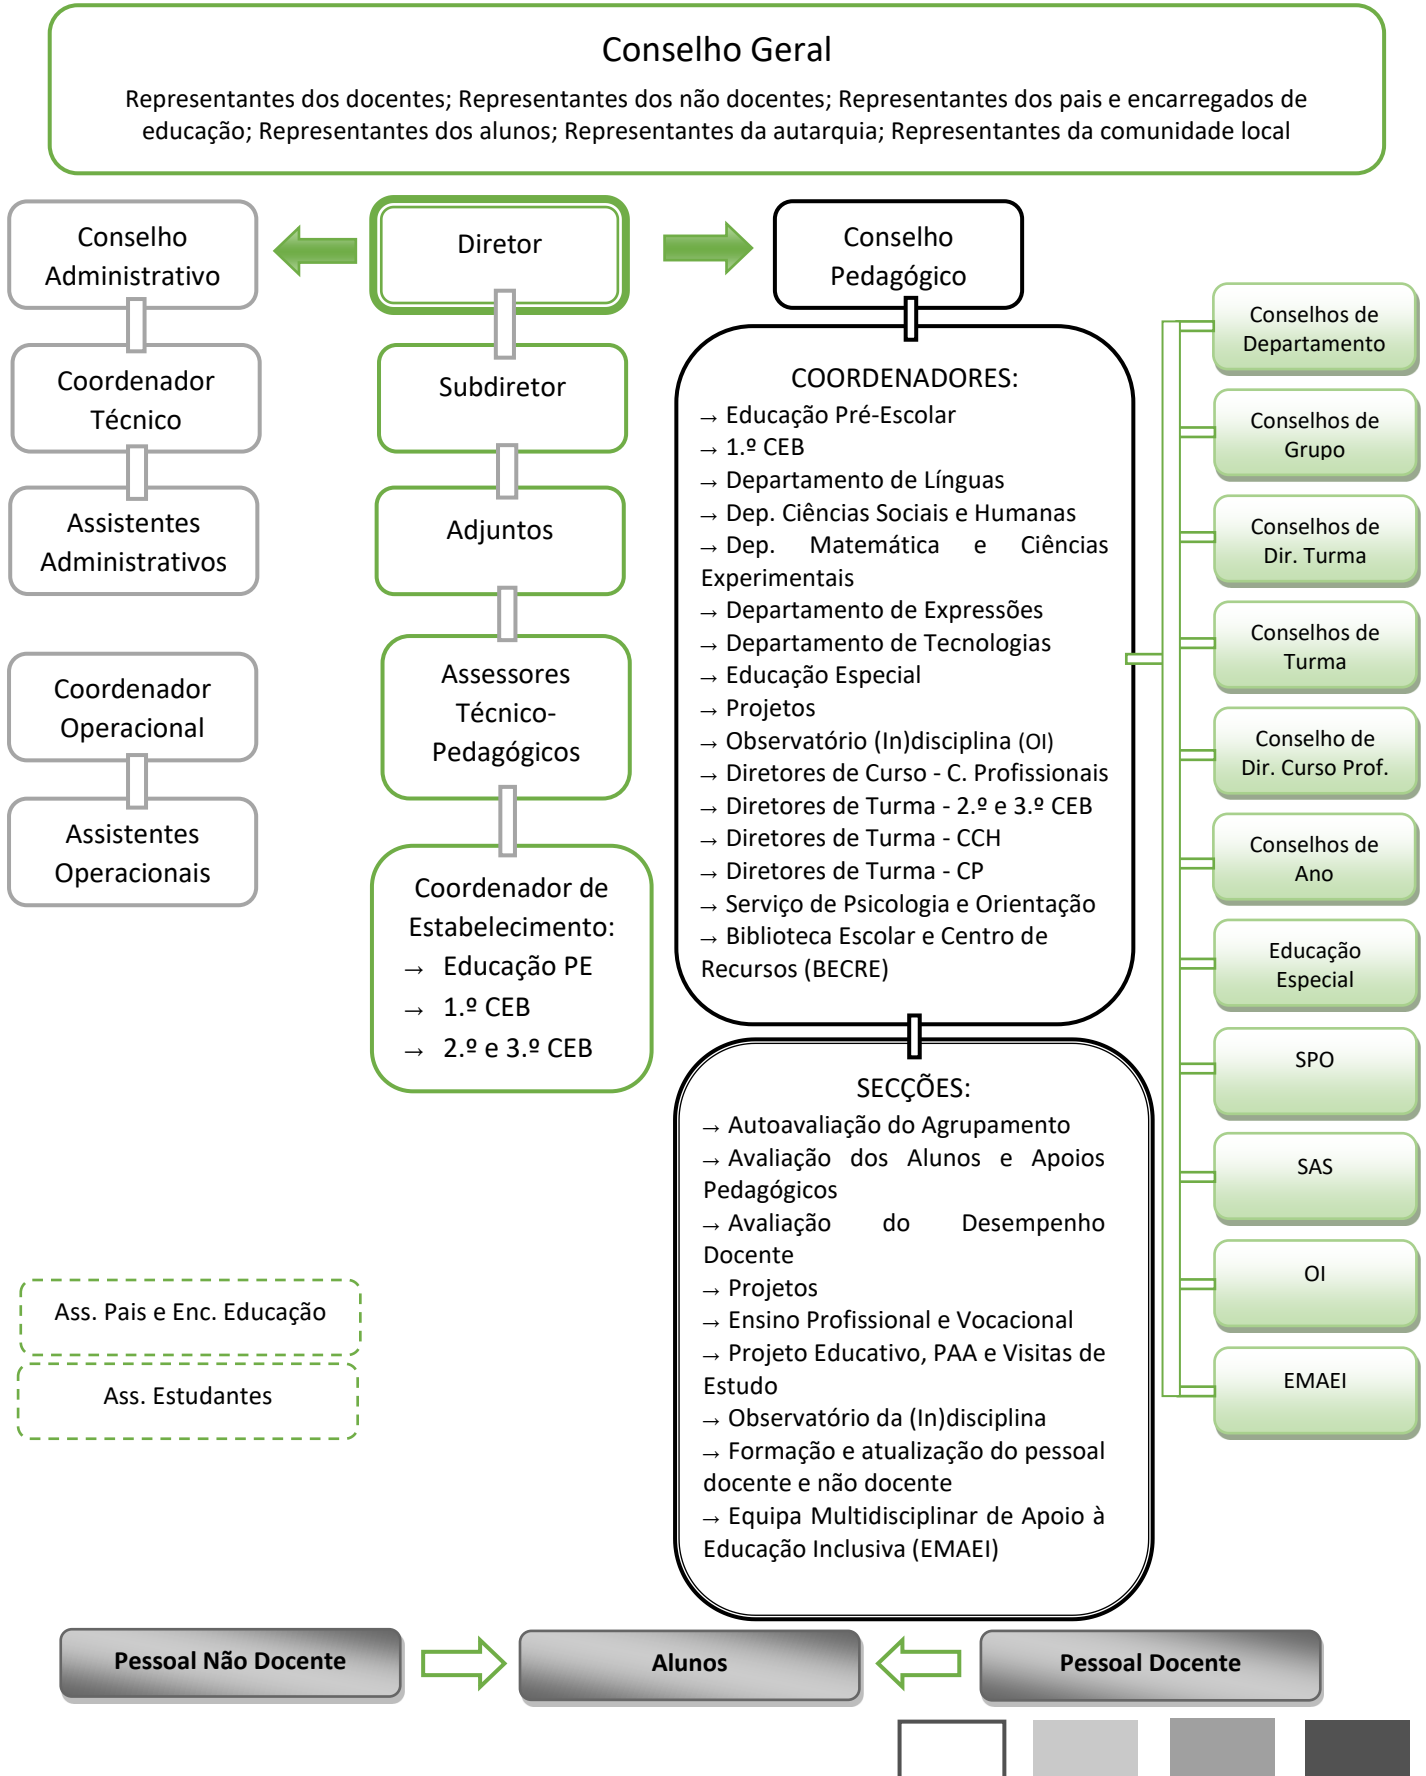 Conselho Geral
Representantes dos docentes; Representantes dos não docentes; Representantes dos pais e encarregados de
educação; Representantes dos alunos; Representantes da autarquia; Representantes da comunidade local
Conselho
Administrativo
Coordenador
Técnico
Assistentes
Administrativos
Coordenador
Operacional
Assistentes
Operacionais
Diretor
Subdiretor
Adjuntos
Assessores
Técnico-
Pedagógicos
Coordenador de
Estabelecimento:
→ Educação PE
→ 1.º CEB
→ 2.º e 3.º CEB
Conselho
Pedagógico
COORDENADORES:
→ Educação Pré-Escolar
→ 1.º CEB
→ Departamento de Línguas
→ Dep. Ciências Sociais e Humanas
→ Dep. Matemática e Ciências
Experimentais
→ Departamento de Expressões
→ Departamento de Tecnologias
→ Educação Especial
→ Projetos
→ Observatório (In)disciplina (OI)
→ Diretores de Curso - C. Profissionais
→ Diretores de Turma - 2.º e 3.º CEB
→ Diretores de Turma - CCH
→ Diretores de Turma - CP
→ Serviço de Psicologia e Orientação
→ Biblioteca Escolar e Centro de
Recursos (BECRE)
SECÇÕES:
→ Autoavaliação do Agrupamento
→ Avaliação dos Alunos e Apoios
Pedagógicos
→ Avaliação do Desempenho
Docente
→ Projetos
→ Ensino Profissional e Vocacional
→ Projeto Educativo, PAA e Visitas de
Estudo
→ Observatório da (In)disciplina
→ Formação e atualização do pessoal
docente e não docente
→ Equipa Multidisciplinar de Apoio à
Educação Inclusiva (EMAEI)
Conselhos de
Departamento
Conselhos de
Grupo
Conselhos de
Dir. Turma
Conselhos de
Turma
Conselho de
Dir. Curso Prof.
Conselhos de
Ano
Educação
Especial
SPO
SAS
OI
EMAEI
Ass. Pais e Enc. Educação
Ass. Estudantes
Pessoal Não Docente
Alunos
Pessoal Docente